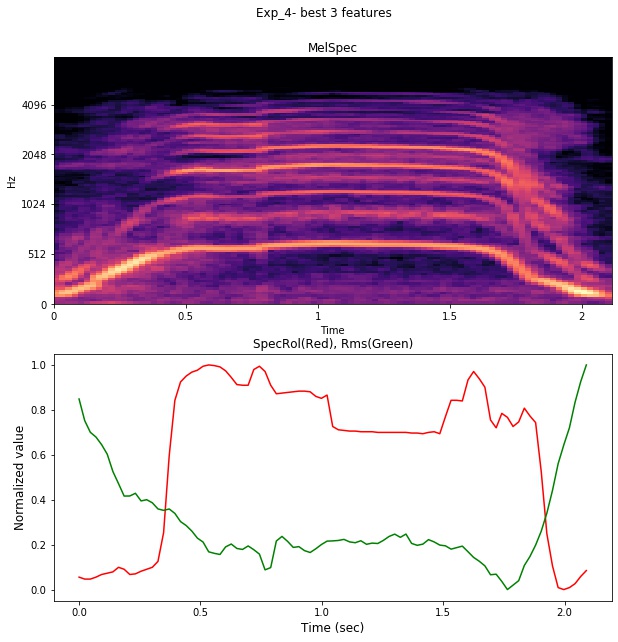 Exp_4- best 3 features
MelSpec
4096
2048
1024
512
0
Hz
0 0.5 1 1.5 2
Time
SpecRol(Red), Rms(Green)
1.0
0.8
0.6
0.4
0.2
0.0
Normalized value
0.0 0.5 1.0 1.5 2.0
Time (sec)